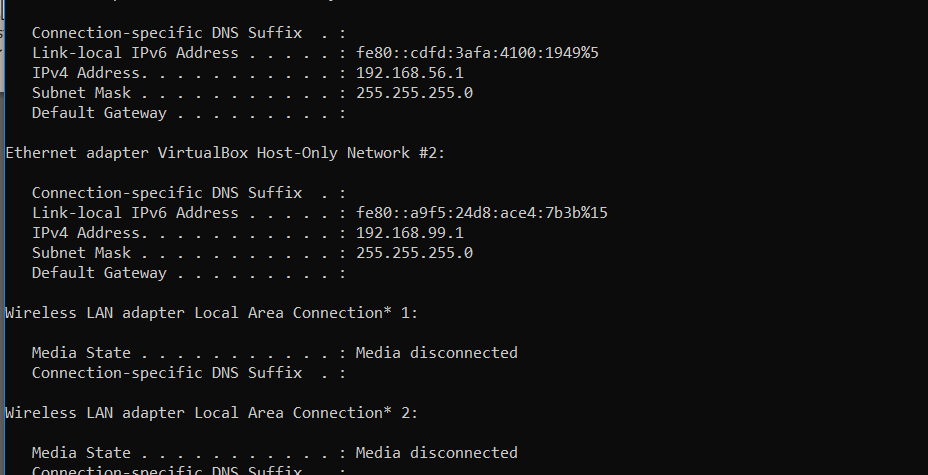 Connection-specific DNS Suffix  . :
Link-local IPv6 Address . . . . . : fe80::cdfd:3afa:4100:1949%5
IPv4 Address. . . . . . . . . . . : 192.168.56.1
Subnet Mask . . . . . . . . . . . : 255.255.255.0
Default Gateway . . . . . . . . . :
Ethernet adapter VirtualBox Host-Only Network #2:
Connection-specific DNS Suffix  . :
Link-local IPv6 Address . . . . . : fe80::a9f5:24d8:ace4:7b3b%15
IPv4 Address. . . . . . . . . . . : 192.168.99.1
Subnet Mask . . . . . . . . . . . : 255.255.255.0
Default Gateway . . . . . . . . . :
Wireless LAN adapter Local Area Connection* 1:
Media State . . . . . . . . . . . : Media disconnected
Connection-specific DNS Suffix  . :
Wireless LAN adapter Local Area Connection* 2:
Media State . . . . . . . . . . . : Media disconnected
Connection-specific DNS Suffix  . :